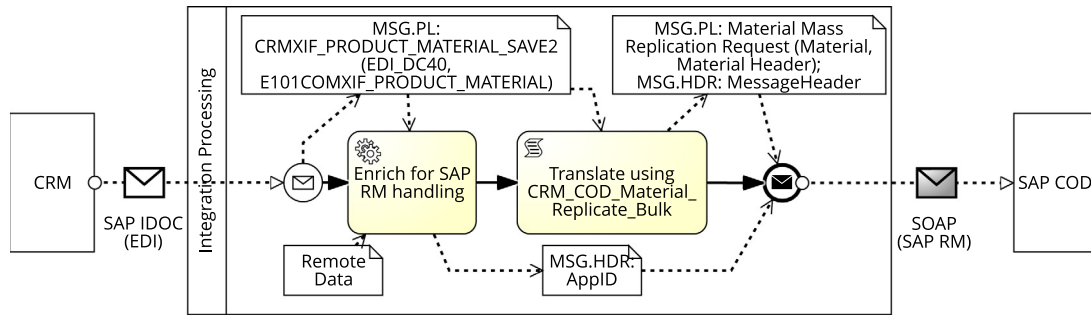 MSG.PL:
CRMXIF_PRODUCT_MATERIAL_SAVE2
(EDI_DC40,
E101COMXIF_PRODUCT_MATERIAL)
MSG.PL: Material Mass
Replication Request (Material,
Material Header);
MSG.HDR: MessageHeader
Integration Processing
CRM
SAP IDOC
(EDI)
Enrich for SAP
RM handling
Translate using
CRM_COD_Material_
Replicate_Bulk
SAP COD
SOAP
(SAP RM)
Remote
Data
MSG.HDR:
AppID